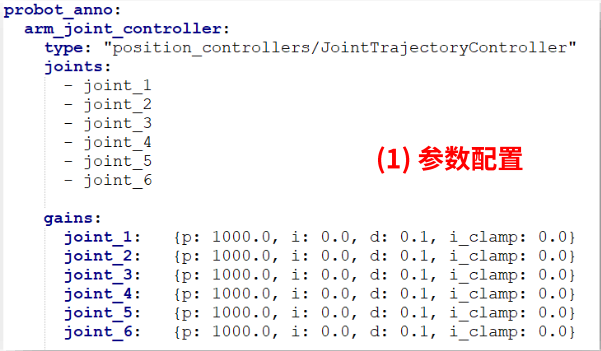 probot_anno:
arm_joint_controller:
type: "position_controllers/JointTrajectoryController"
joints:
- joint_1
- joint_2
- joint_3
- joint_4
- joint_5
- joint_6
(1) 参数配置
gains:
joint_1: {p: 1000.0, i: 0.0, d: 0.1, i_clamp: 0.0}
joint_2: {p: 1000.0, i: 0.0, d: 0.1, i_clamp: 0.0}
joint_3: {p: 1000.0, i: 0.0, d: 0.1, i_clamp: 0.0}
joint_4: {p: 1000.0, i: 0.0, d: 0.1, i_clamp: 0.0}
joint_5: {p: 1000.0, i: 0.0, d: 0.1, i_clamp: 0.0}
joint_6: {p: 1000.0, i: 0.0, d: 0.1, i_clamp: 0.0}